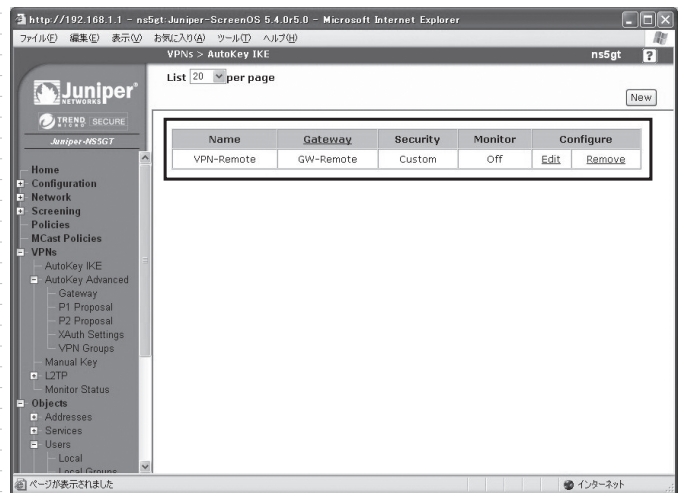 http://192.168.1.1 - ns5gt:Juniper-ScreenOS 5.4.0r5.0 - Microsoft Internet Explorer
ファイル(F) 編集(E) 表示(V) お気に入り(A) ツール(T) ヘルプ(H)
VPNs > AutoKey IKE ns5gt ?
List 20 per page
New
Juniper
NETWORKS
TREND MICRO SECURE
Juniper-NS5GT
Name Gateway Security Monitor Configure
VPN-Remote GW-Remote Custom Off Edit Remove
Home
Configuration
Network
Screening
Policies
MCast Policies
VPNs
AutoKey IKE
AutoKey Advanced
Gateway
P1 Proposal
P2 Proposal
XAuth Settings
VPN Groups
Manual Key
L2TP
Monitor Status
Objects
Addresses
Services
Users
Local
Local Groups
ページが表示されました インターネット